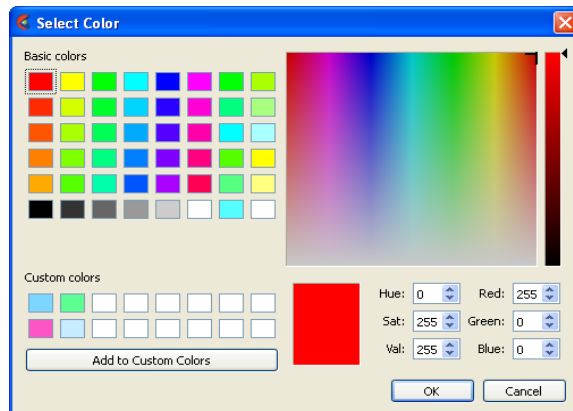 Select Color
Basic colors
Custom colors
Add to Custom Colors
Hue: 0 Red: 255
Sat: 255 Green: 0
Val: 255 Blue: 0
OK Cancel